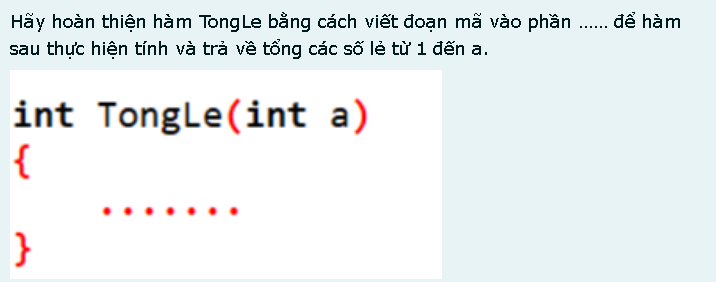 Hãy hoàn thiện hàm TongLe bằng cách viết đoạn mã vào phần ...... để hàm
sau thực hiện tính và trả về tổng các số lẻ từ 1 đến a.
int TongLe(int a)
{
.......
}